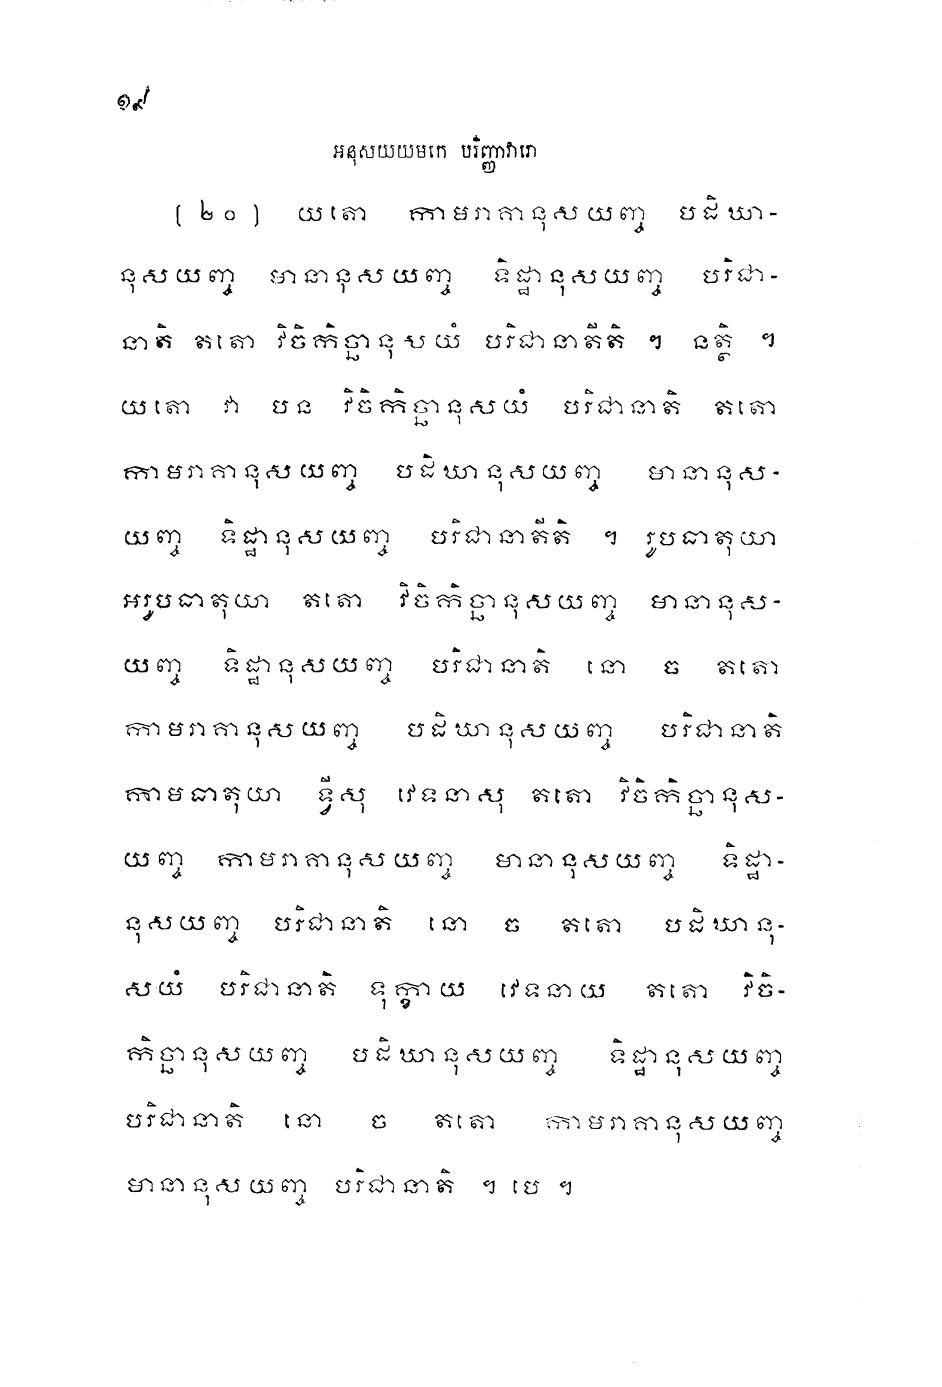 ១៩
អនុសយយមកេ បរិញ្ញាវារោ
(២០) យតោ កាមរាគានុសយញ្ច បដិឃា-
នុសយញ្ច មានានុសយញ្ច ទិដ្ឋានុសយញ្ច បរិជា-
នាតិ តតោ វិចិកិច្ឆានុសយំ បរិជានាតីតិ ។ នត្ថិ ។
យតោ វា បន វិចិកិច្ឆានុសយំ បរិជានាតិ តតោ
កាមរាគានុសយញ្ច បដិឃានុសយញ្ច មានានុស-
យញ្ច ទិដ្ឋានុសយញ្ច បរិជានាតីតិ ។ រូបធាតុយា
អរូបធាតុយា តតោ វិចិកិច្ឆានុសយញ្ច មានានុស-
យញ្ច ទិដ្ឋានុសយញ្ច បរិជានាតិ នោ ច តតោ
កាមរាគានុសយញ្ច បដិឃានុសយញ្ច បរិជានាតិ
កាមធាតុយា ទ្វីសុ វេទនាសុ តតោ វិចិកិច្ឆានុស-
យញ្ច កាមរាគានុសយញ្ច មានានុសយញ្ច ទិដ្ឋា-
នុសយញ្ច បរិជានាតិ នោ ច តតោ បដិឃានុ-
សយំ បរិជានាតិ ទុក្ខាយ វេទនាយ តតោ វិចិ-
កិច្ឆានុសយញ្ច បដិឃានុសយញ្ច ទិដ្ឋានុសយញ្ច
បរិជានាតិ នោ ច តតោ កាមរាគានុសយញ្ច
មានានុសយញ្ច បរិជានាតិ ។ បេ ។